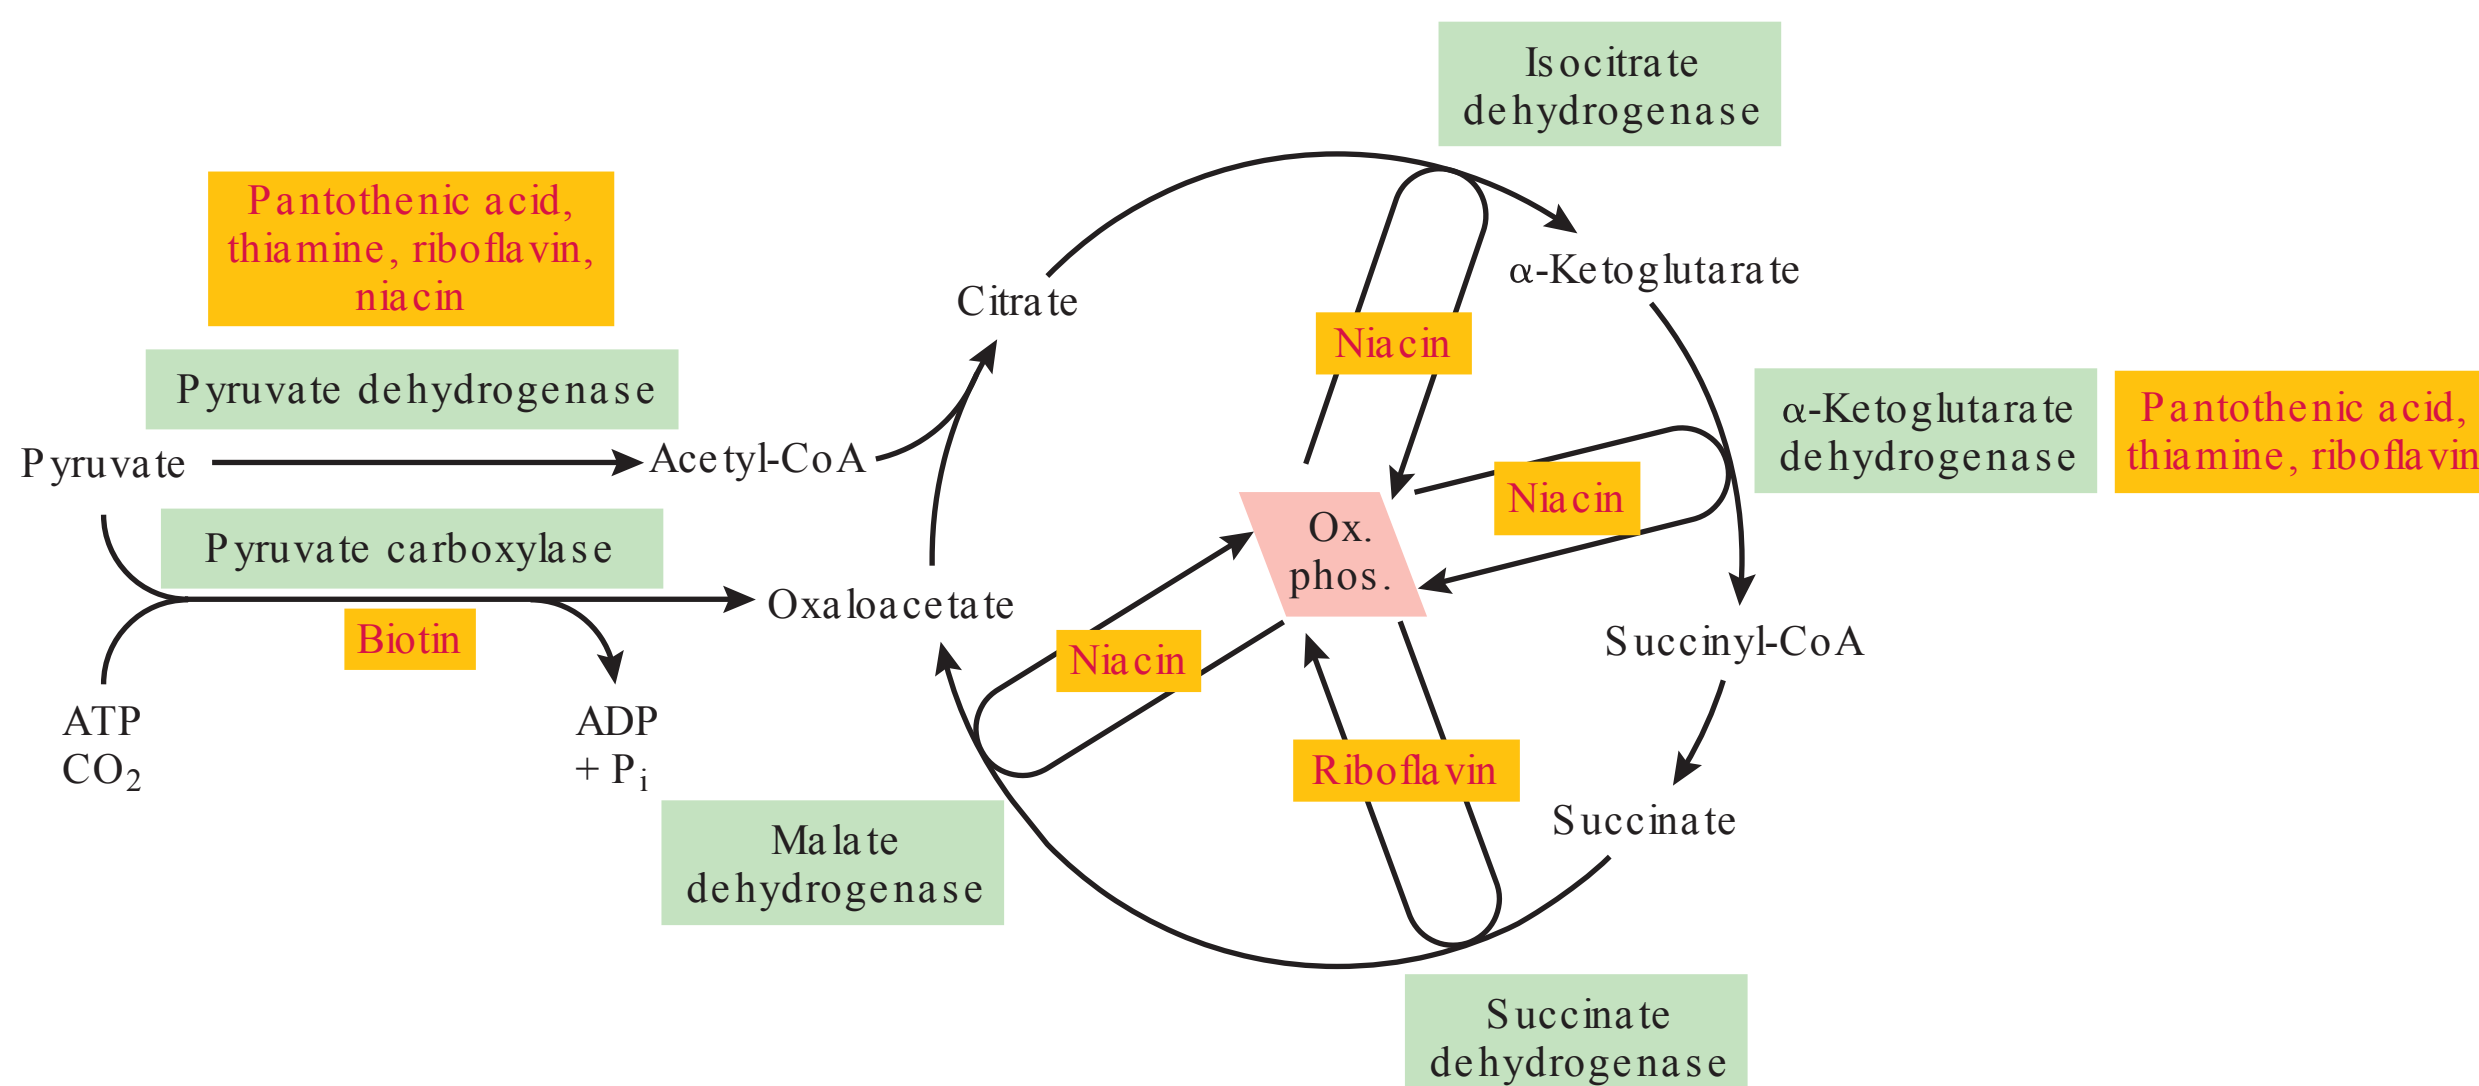 Isocitrate
dehydrogenase
Pantothenic acid,
thiamine, riboflavin,
niacin
α-Ketoglutarate
Citrate
Niacin
Pyruvate dehydrogenase
α-Ketoglutarate
dehydrogenase
Pantothenic acid,
thiamine, riboflavin
Pyruvate
Acetyl-CoA
Niacin
Ox.
phos.
Pyruvate carboxylase
Oxaloacetate
Biotin
Niacin
Succinyl-CoA
ATP
CO₂
ADP
+ Pᵢ
Riboflavin
Succinate
Malate
dehydrogenase
Succinate
dehydrogenase